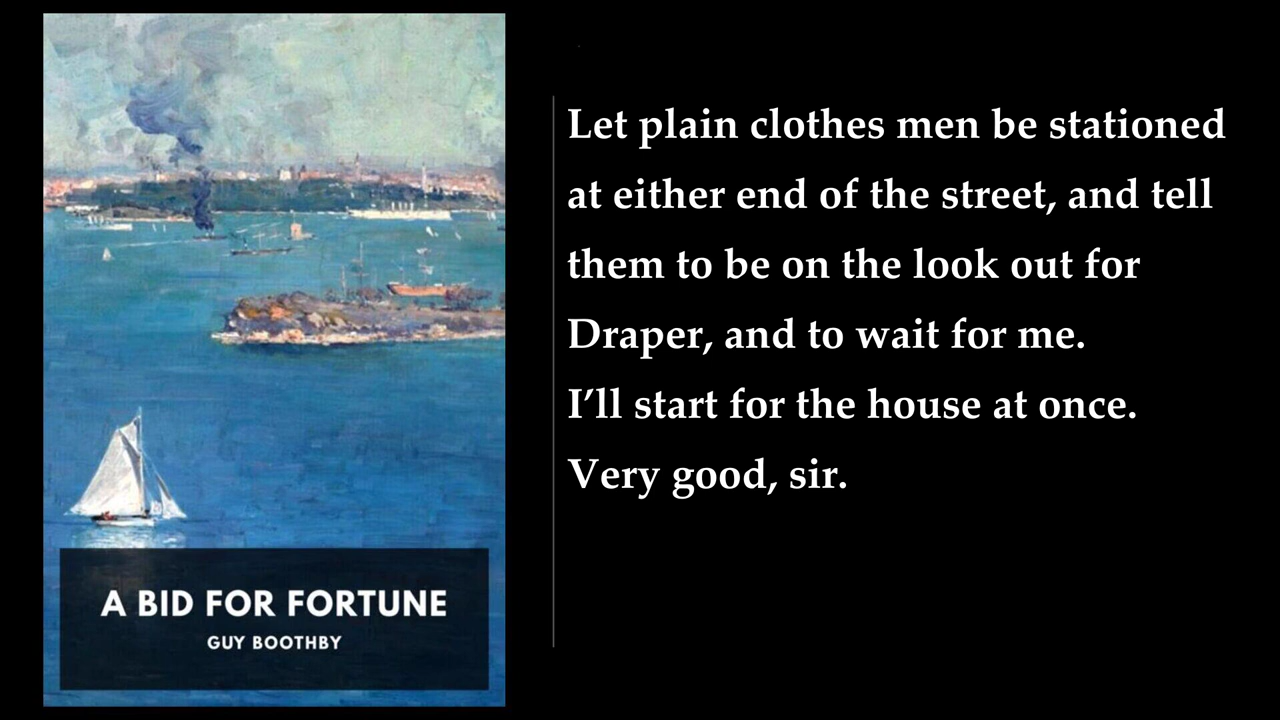 Let plain clothes men be stationed
at either end of the street, and tell
them to be on the look out for
Draper, and to wait for me.
I’ll start for the house at once.
Very good, sir.
A BID FOR FORTUNE
GUY BOOTHBY